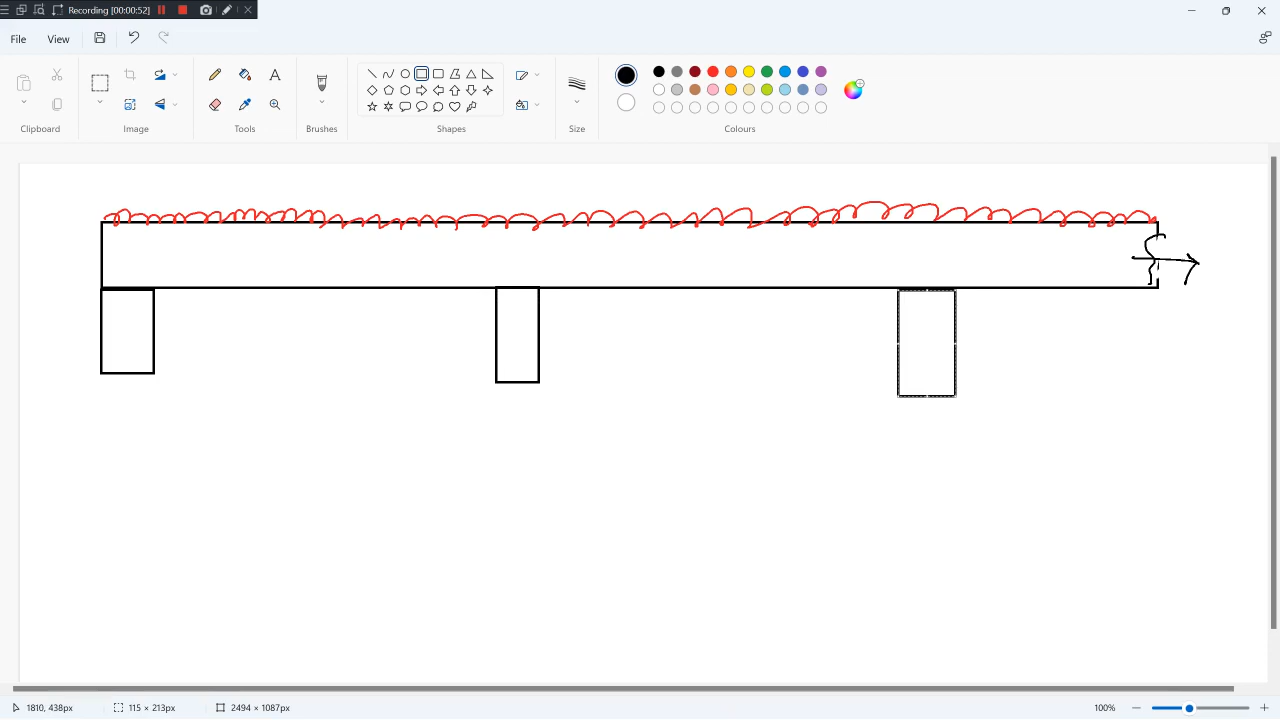 Recording [00:00:52]
File View
Clipboard Image Tools Brushes Shapes Size Colours
1810, 438px 115 × 213px 2494 × 1087px 100%